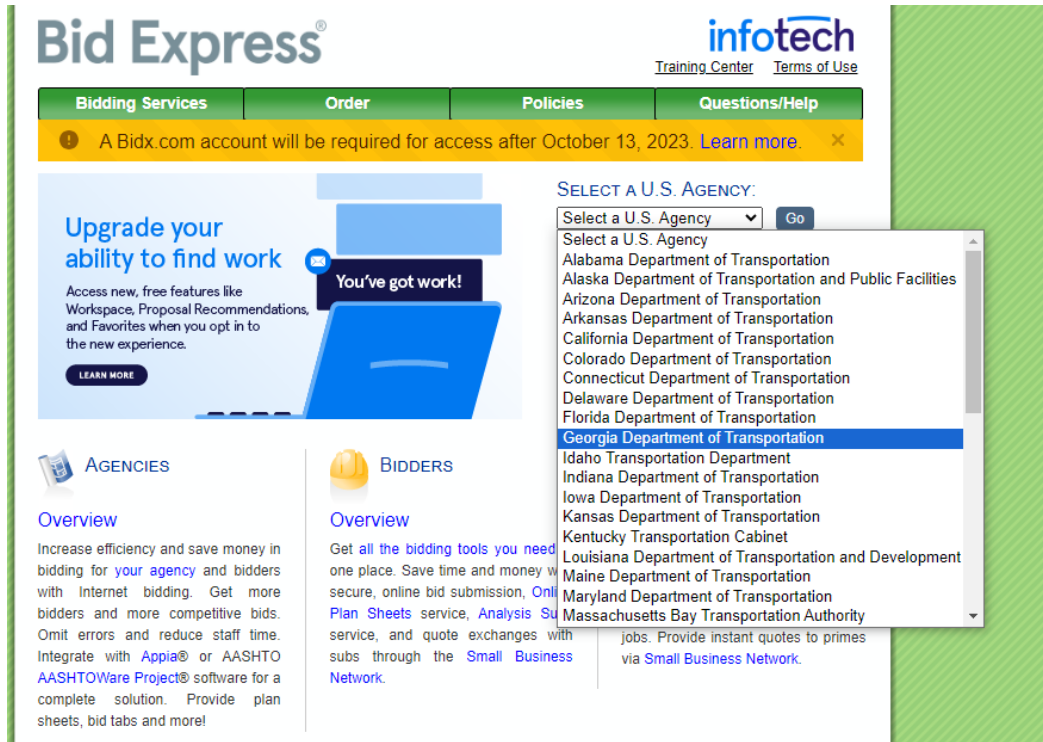 Bid Express®
infotech
Training Center Terms of Use
Bidding Services Order Policies Questions/Help
A Bidx.com account will be required for access after October 13, 2023. Learn more. ×
Upgrade your
ability to find work
Access new, free features like
Workspace, Proposal Recommendations,
and Favorites when you opt in to
the new experience.
LEARN MORE
You've got work!
SELECT A U.S. AGENCY:
Select a U.S. Agency Go
Select a U.S. Agency
Alabama Department of Transportation
Alaska Department of Transportation and Public Facilities
Arizona Department of Transportation
Arkansas Department of Transportation
California Department of Transportation
Colorado Department of Transportation
Connecticut Department of Transportation
Delaware Department of Transportation
Florida Department of Transportation
Georgia Department of Transportation
Idaho Transportation Department
Indiana Department of Transportation
Iowa Department of Transportation
Kansas Department of Transportation
Kentucky Transportation Cabinet
Louisiana Department of Transportation and Development
Maine Department of Transportation
Maryland Department of Transportation
Massachusetts Bay Transportation Authority
AGENCIES
Overview
Increase efficiency and save money in
bidding for your agency and bidders
with Internet bidding. Get more
bidders and more competitive bids.
Omit errors and reduce staff time.
Integrate with Appia® or AASHTO
AASHTOWare Project® software for a
complete solution. Provide plan
sheets, bid tabs and more!
BIDDERS
Overview
Get all the bidding tools you need
one place. Save time and money
secure, online bid submission,
Plan Sheets service, Analysis
service, and quote exchanges with
subs through the Small Business
Network.
jobs. Provide instant quotes to primes
via Small Business Network.